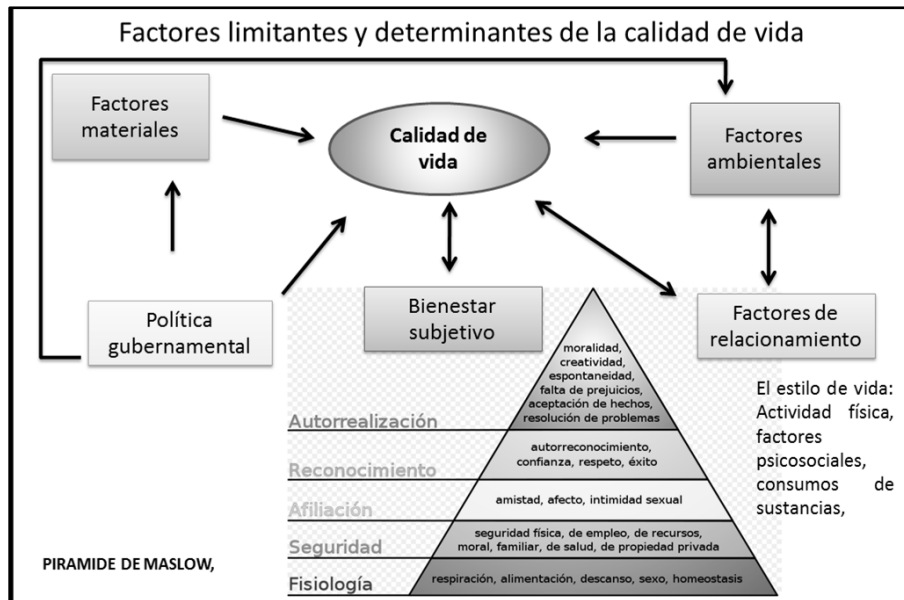 Factores limitantes y determinantes de la calidad de vida
Factores
materiales
Calidad de
vida
Factores
ambientales
Política
gubernamental
Bienestar
subjetivo
Factores de
relacionamiento
El estilo de vida:
Actividad física,
factores
psicosociales,
consumos de
sustancias,
moralidad,
creatividad,
espontaneidad,
falta de prejuicios,
aceptación de hechos,
resolución de problemas
Autorrealización
autorreconocimiento,
confianza, respeto, éxito
Reconocimiento
amistad, afecto, intimidad sexual
Afiliación
seguridad física, de empleo, de recursos,
moral, familiar, de salud, de propiedad privada
Seguridad
respiración, alimentación, descanso, sexo, homeostasis
Fisiología
PIRAMIDE DE MASLOW,